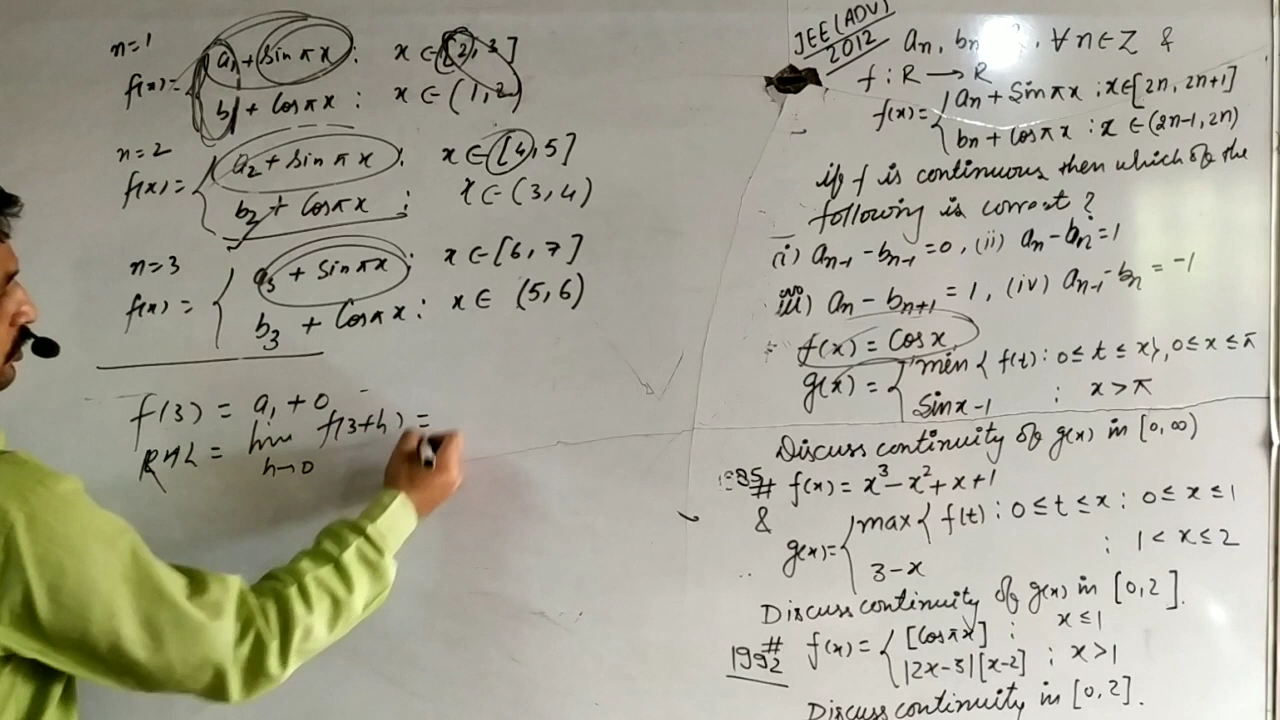 n=1
f(x)= { a₁ + sin πx : x ∈ [2, 3]
b₁ + cos πx : x ∈ (1, 2)
n=2
f(x)= { a₂ + sin πx : x ∈ [4, 5]
b₂ + cos πx : x ∈ (3, 4)
n=3
f(x)= { a₃ + sin πx : x ∈ [6, 7]
b₃ + cos πx : x ∈ (5, 6)
f(3) = a₁ + 0
RHL = lim f(3+h) =
h→0
JEE (ADV)
2012
aₙ, bₙ , ∀ n ∈ Z &
f : R → R
f(x)= { aₙ + Sin πx : x ∈ [2n, 2n+1]
bₙ + Cos πx : x ∈ (2n-1, 2n)
if f is continuous then which of the
following is correct ?
(i) aₙ₋₁ - bₙ₋₁ = 0, (ii) aₙ - bₙ = 1
(iii) aₙ - bₙ₊₁ = 1, (iv) aₙ₋₁ - bₙ = -1
f(x) = Cos x
g(x) = { min { f(t) : 0 ≤ t ≤ x}, 0 ≤ x ≤ π
Sin x - 1 : x > π
Discuss continuity of g(x) in [0, ∞)
# f(x) = x³ - x² + x + 1
&
g(x)= { max { f(t) : 0 ≤ t ≤ x : 0 ≤ x ≤ 1
3 - x : 1 < x ≤ 2
Discuss continuity of g(x) in [0, 2].
1992 # f(x) = { [Cos πx] : x ≤ 1
|2x-3|[x-2] : x > 1
Discuss continuity in [0, 2].